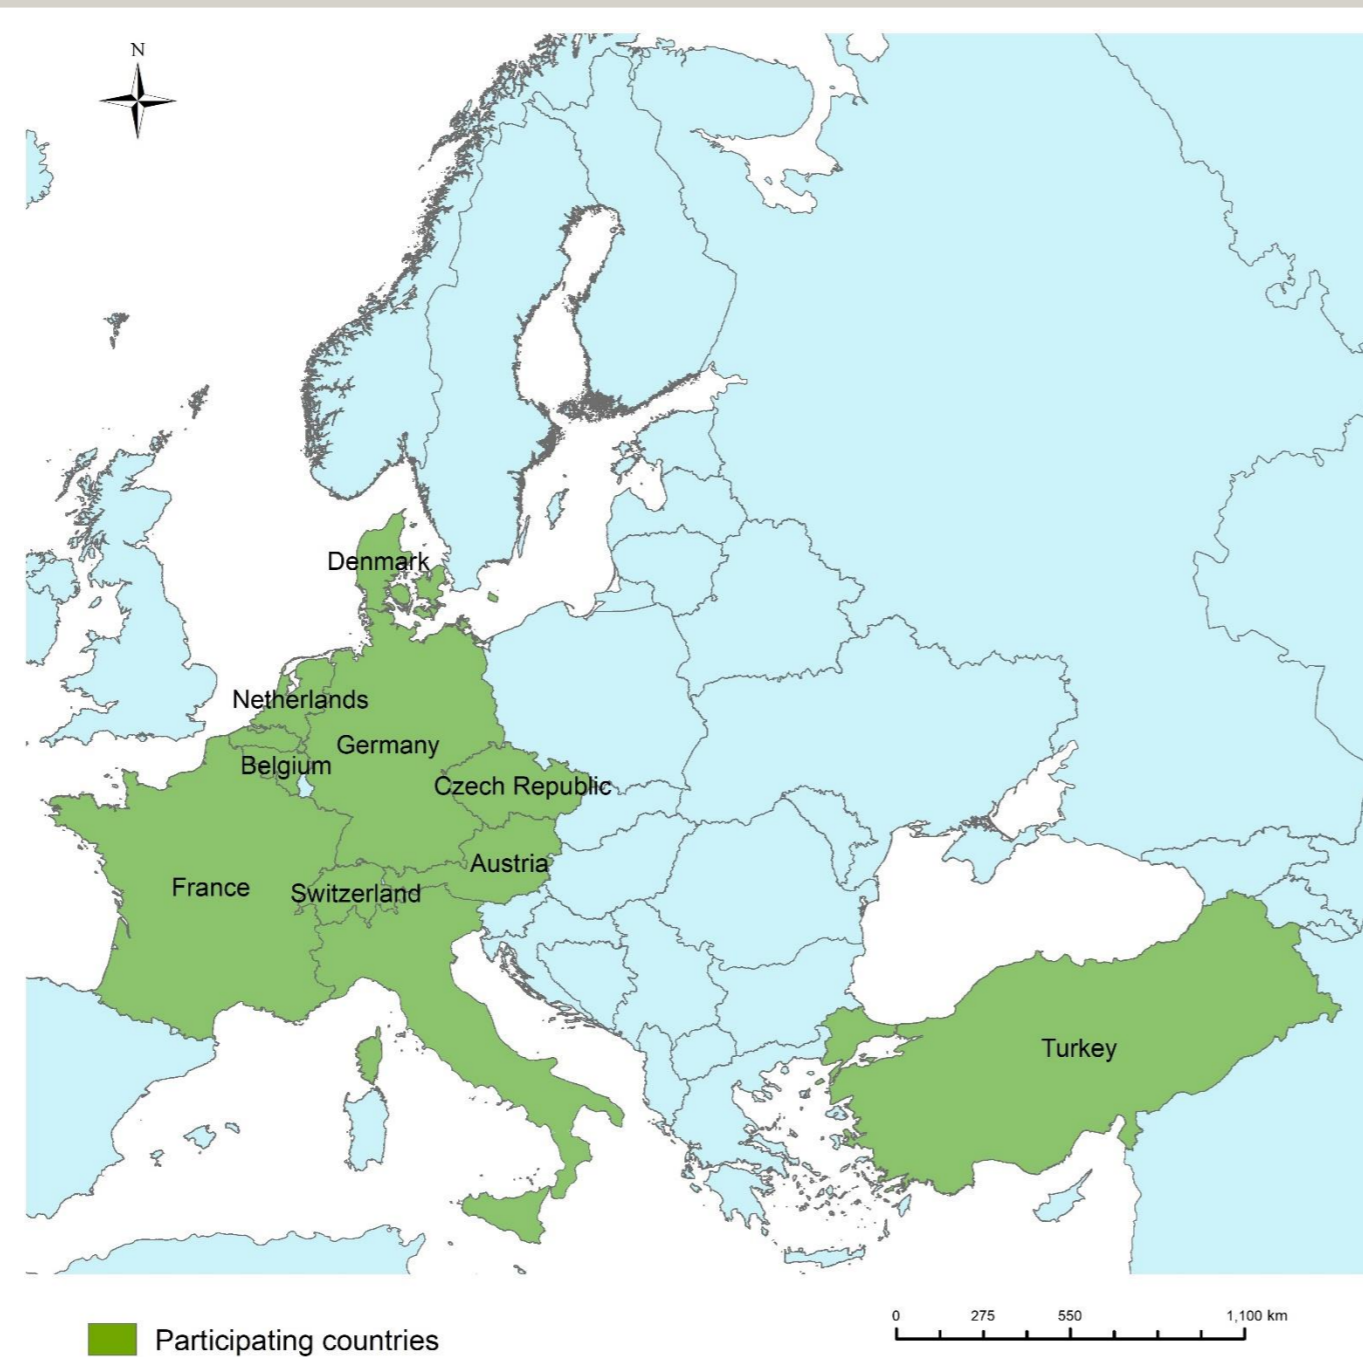 N
Denmark
Netherlands
Germany
Belgium
Czech Republic
Austria
France
Switzerland
Turkey
0 275 550 1,100 km
Participating countries